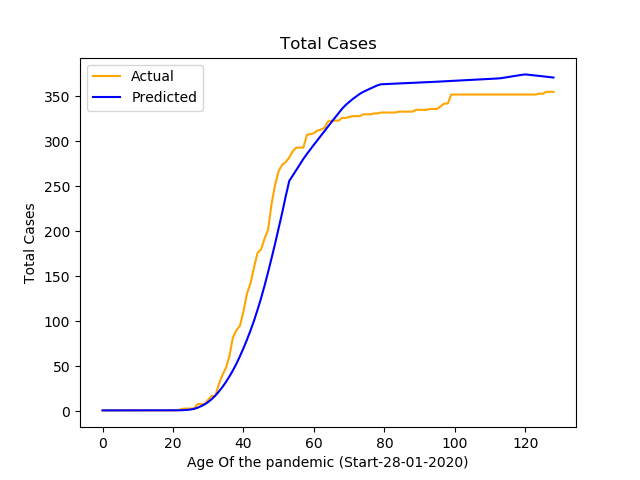 Total Cases
Actual
Predicted
350
300
250
200
150
100
50
0
Total Cases
0 20 40 60 80 100 120
Age Of the pandemic (Start-28-01-2020)